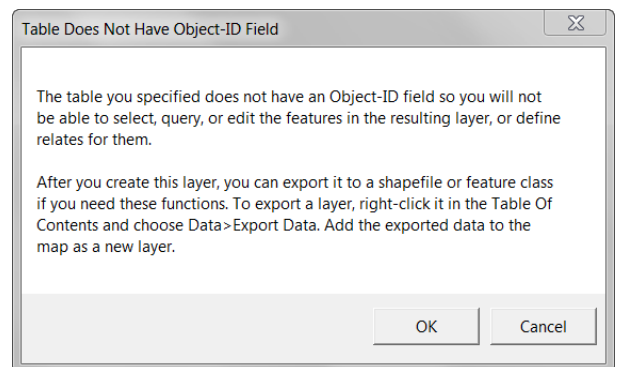 Table Does Not Have Object-ID Field
The table you specified does not have an Object-ID field so you will not
be able to select, query, or edit the features in the resulting layer, or define
relates for them.
After you create this layer, you can export it to a shapefile or feature class
if you need these functions. To export a layer, right-click it in the Table Of
Contents and choose Data>Export Data. Add the exported data to the
map as a new layer.
OK
Cancel